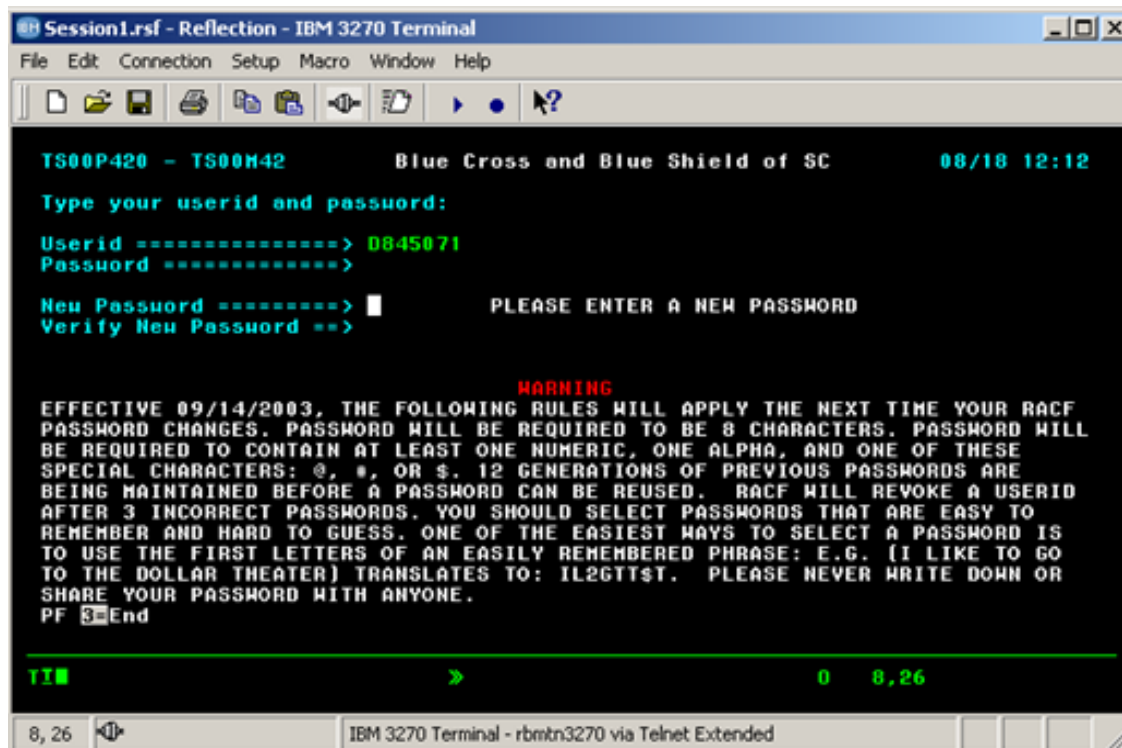 Session1.rsf - Reflection - IBM 3270 Terminal
File Edit Connection Setup Macro Window Help
TS00P420 - TS00M42 Blue Cross and Blue Shield of SC 08/18 12:12
Type your userid and password:
Userid ===============> D845071
Password =============>
New Password =========> PLEASE ENTER A NEW PASSWORD
Verify New Password ==>
WARNING
EFFECTIVE 09/14/2003, THE FOLLOWING RULES WILL APPLY THE NEXT TIME YOUR RACF
PASSWORD CHANGES. PASSWORD WILL BE REQUIRED TO BE 8 CHARACTERS. PASSWORD WILL
BE REQUIRED TO CONTAIN AT LEAST ONE NUMERIC, ONE ALPHA, AND ONE OF THESE
SPECIAL CHARACTERS: @, #, OR $. 12 GENERATIONS OF PREVIOUS PASSWORDS ARE
BEING MAINTAINED BEFORE A PASSWORD CAN BE REUSED. RACF WILL REVOKE A USERID
AFTER 3 INCORRECT PASSWORDS. YOU SHOULD SELECT PASSWORDS THAT ARE EASY TO
REMEMBER AND HARD TO GUESS. ONE OF THE EASIEST WAYS TO SELECT A PASSWORD IS
TO USE THE FIRST LETTERS OF AN EASILY REMEMBERED PHRASE: E.G. (I LIKE TO GO
TO THE DOLLAR THEATER) TRANSLATES TO: IL2GTT$T. PLEASE NEVER WRITE DOWN OR
SHARE YOUR PASSWORD WITH ANYONE.
PF 3=End
» 0 8,26
8, 26 IBM 3270 Terminal - rbmtn3270 via Telnet Extended